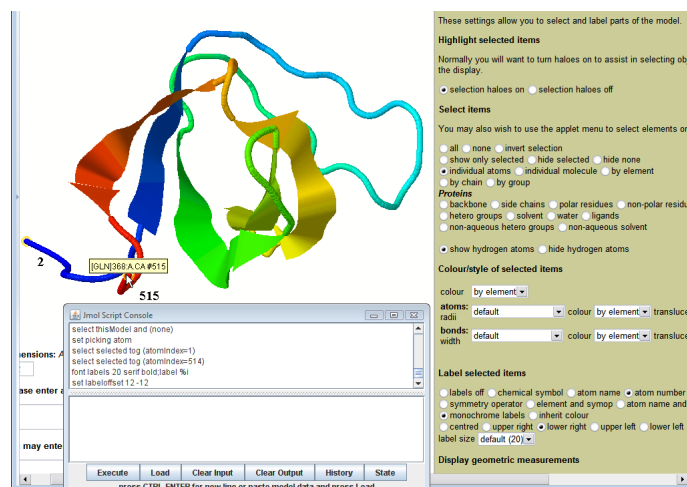 2
[GLN]368:A.CA #515
515
These settings allow you to select and label parts of the model.
Highlight selected items
Normally you will want to turn haloes on to assist in selecting obj
the display.
selection haloes on selection haloes off
Select items
You may also wish to use the applet menu to select elements or
all none invert selection
show only selected hide selected hide none
individual atoms individual molecule by element
by chain by group
Proteins
backbone side chains polar residues non-polar residu
hetero groups solvent water ligands
non-aqueous hetero groups non-aqueous solvent
show hydrogen atoms hide hydrogen atoms
Colour/style of selected items
colour by element
atoms: default colour by element transluce
radii
bonds: default colour by element transluce
width
Label selected items
labels off chemical symbol atom name atom number
symmetry operator element and symop atom name and
monochrome labels inherit colour
centred upper right lower right upper left lower left
label size default (20)
Display geometric measurements
Jmol Script Console
select thisModel and (none)
set picking atom
select selected tog (atomIndex=1)
select selected tog (atomIndex=514)
font labels 20 serif bold;label %i
set labeloffset 12 -12
Execute Load Clear Input Clear Output History State
press CTRL-ENTER for new line or paste model data and press Load
ensions: A
ase enter a
may ente